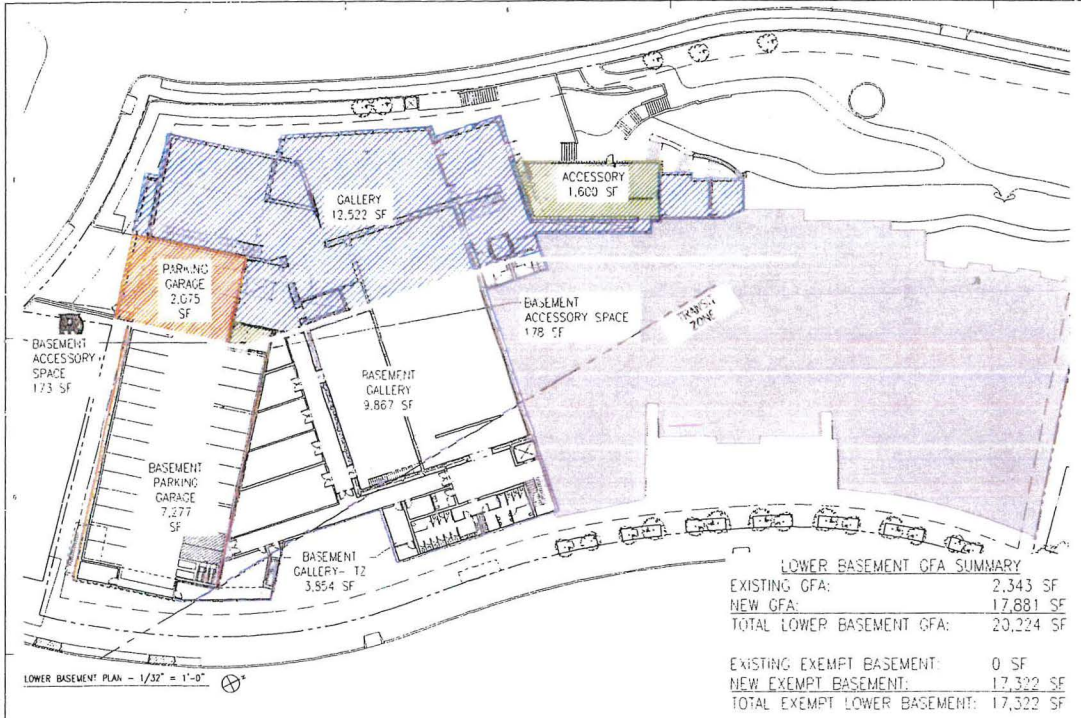 ACCESSORY
1,600 SF
GALLERY
12,522 SF
PARKING
GARAGE
2,075
SF
BASEMENT
ACCESSORY SPACE
178 SF
TRANSIT
ZONE
BASEMENT
ACCESSORY
SPACE
173 SF
BASEMENT
GALLERY
9,867 SF
BASEMENT
PARKING
GARAGE
7,277
SF
BASEMENT
GALLERY- TZ
3,854 SF
LOWER BASEMENT GFA SUMMARY
EXISTING GFA: 2,343 SF
NEW GFA: 17,881 SF
TOTAL LOWER BASEMENT GFA: 20,224 SF
EXISTING EXEMPT BASEMENT: 0 SF
NEW EXEMPT BASEMENT: 17,322 SF
TOTAL EXEMPT LOWER BASEMENT: 17,322 SF
LOWER BASEMENT PLAN - 1/32" = 1'-0"